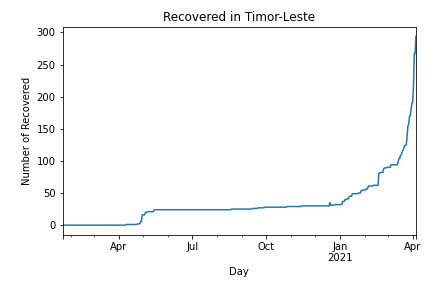 Recovered in Timor-Leste
Number of Recovered
300
250
200
150
100
50
0
Apr Jul Oct Jan Apr
2021
Day